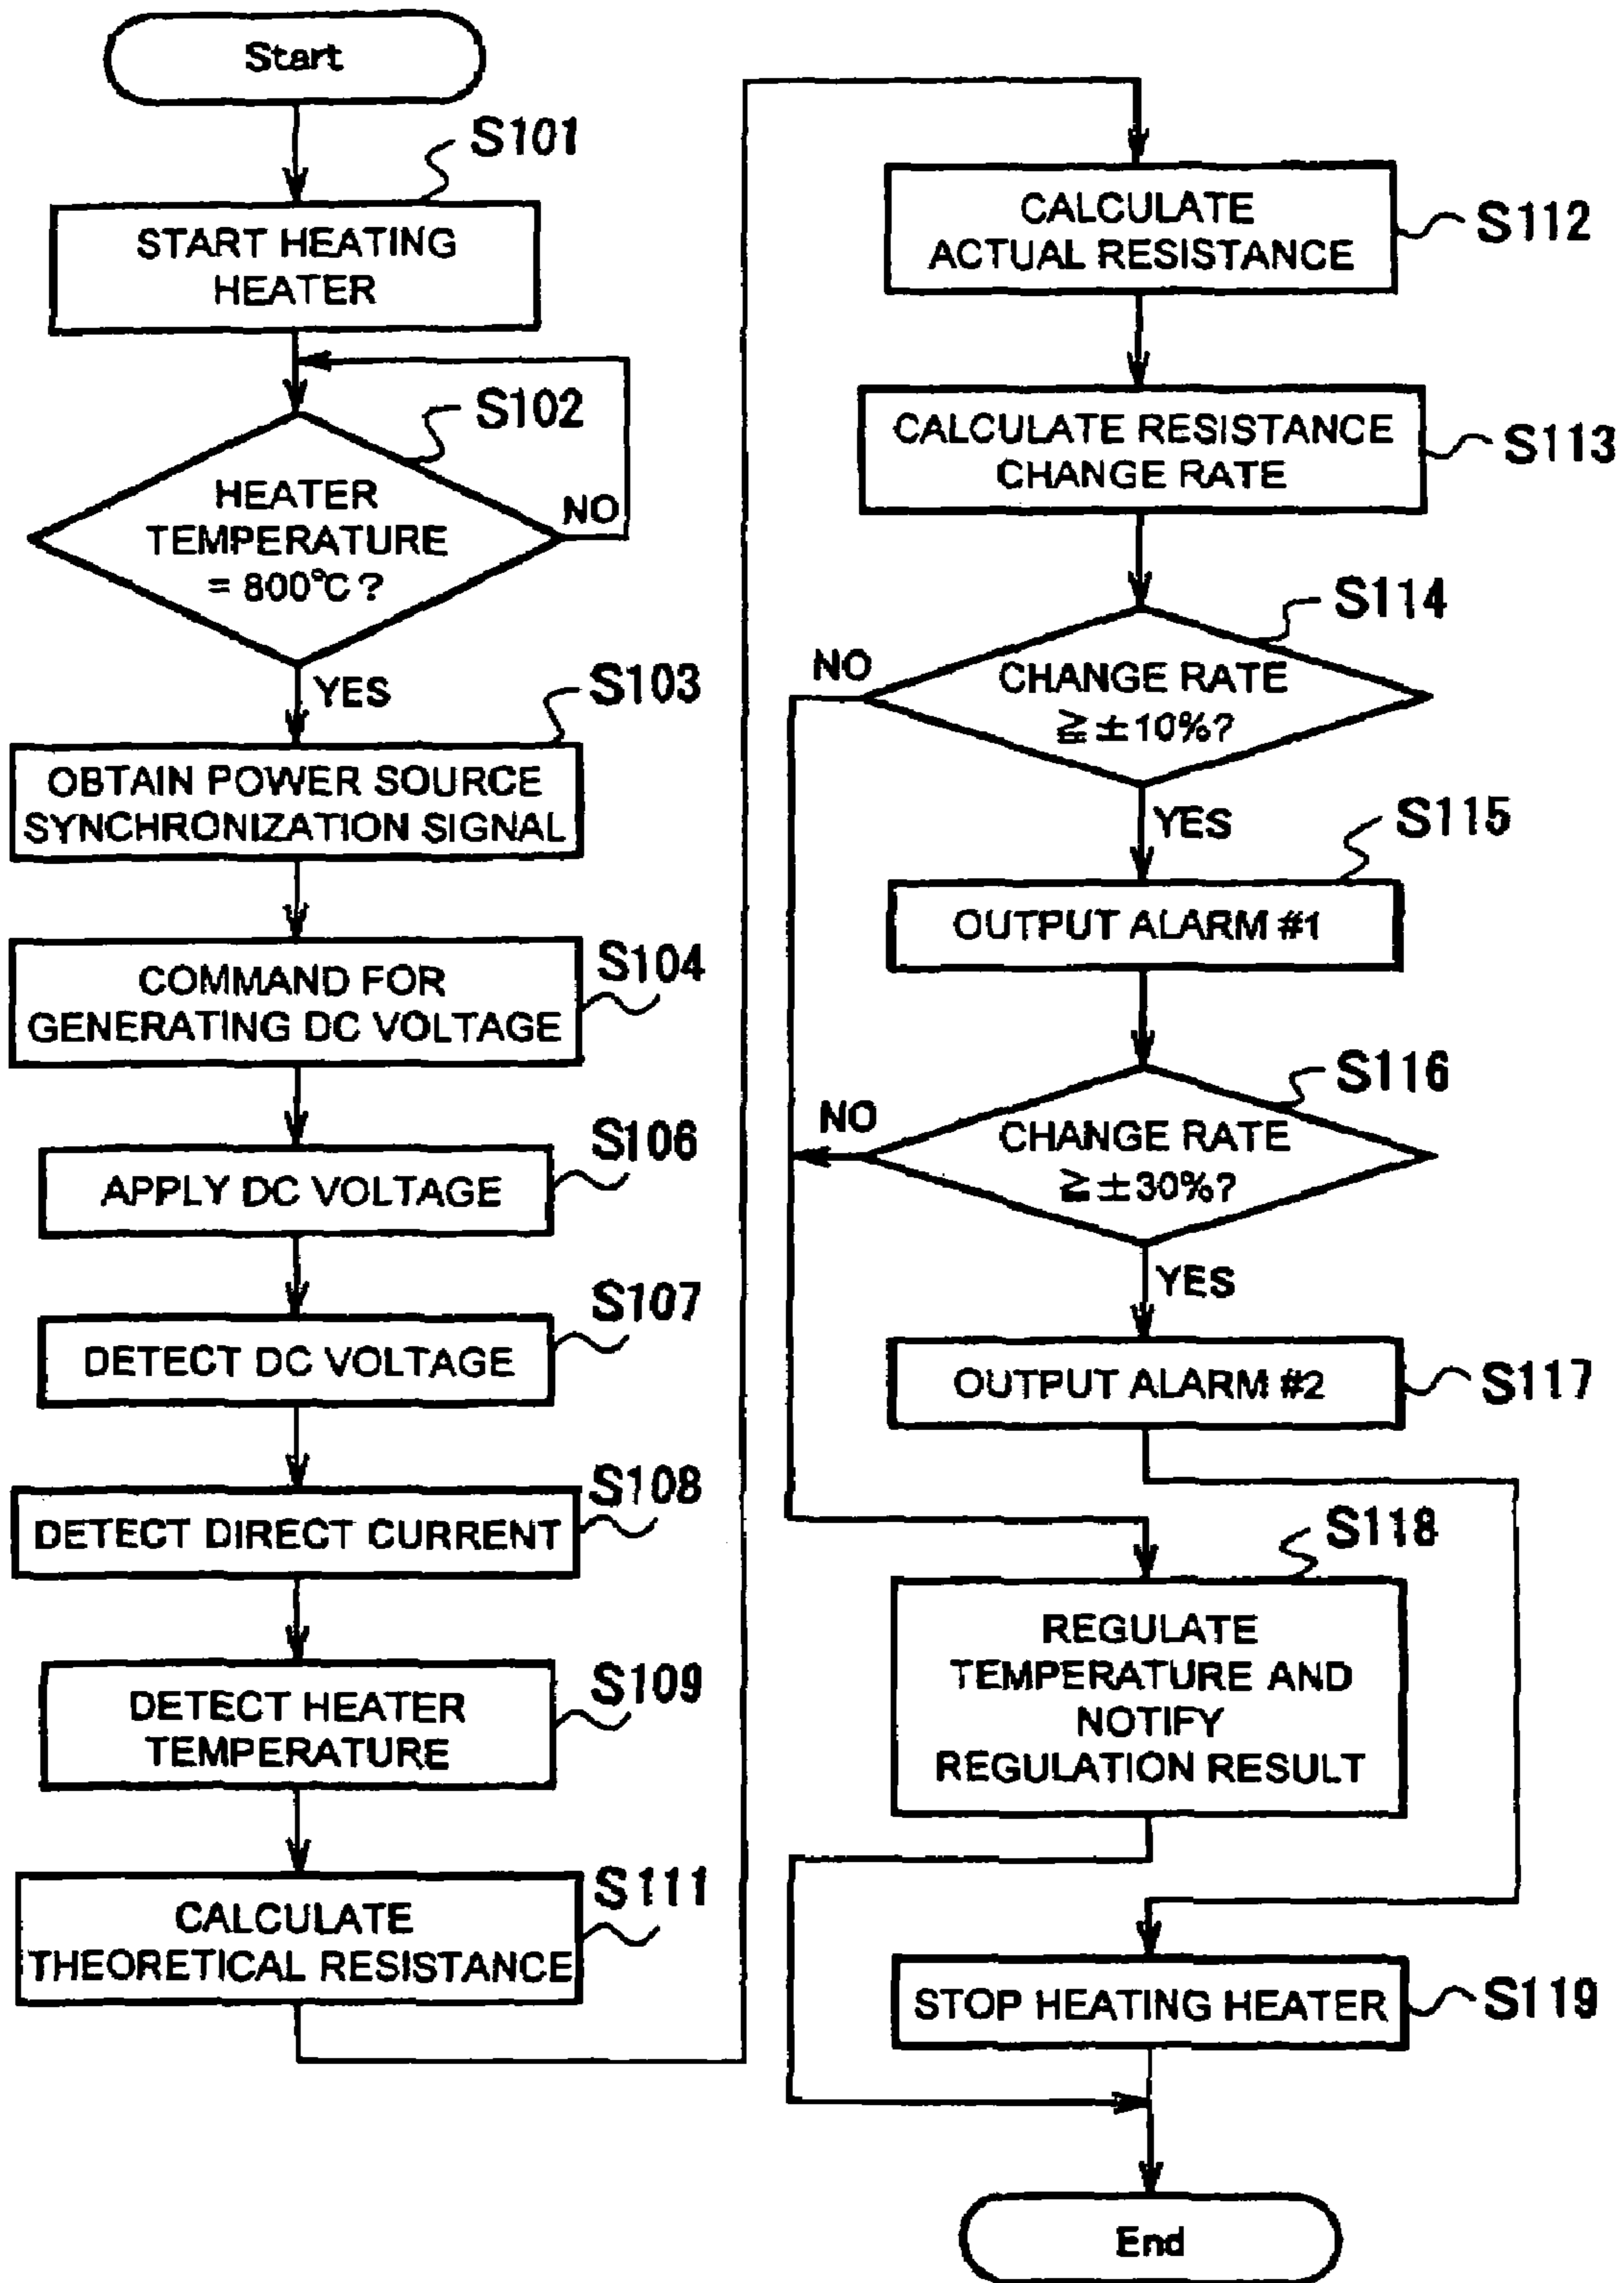 Start
S101
START HEATING
HEATER
S102
HEATER
TEMPERATURE
= 800℃?
NO
YES
S103
OBTAIN POWER SOURCE
SYNCHRONIZATION SIGNAL
S104
COMMAND FOR
GENERATING DC VOLTAGE
S106
APPLY DC VOLTAGE
S107
DETECT DC VOLTAGE
S108
DETECT DIRECT CURRENT
S109
DETECT HEATER
TEMPERATURE
S111
CALCULATE
THEORETICAL RESISTANCE
CALCULATE
ACTUAL RESISTANCE
S112
CALCULATE RESISTANCE
CHANGE RATE
S113
S114
NO
CHANGE RATE
≧±10%?
YES
S115
OUTPUT ALARM #1
S116
NO
CHANGE RATE
≧±30%?
YES
OUTPUT ALARM #2
S117
S118
REGULATE
TEMPERATURE AND
NOTIFY
REGULATION RESULT
STOP HEATING HEATER
S119
End